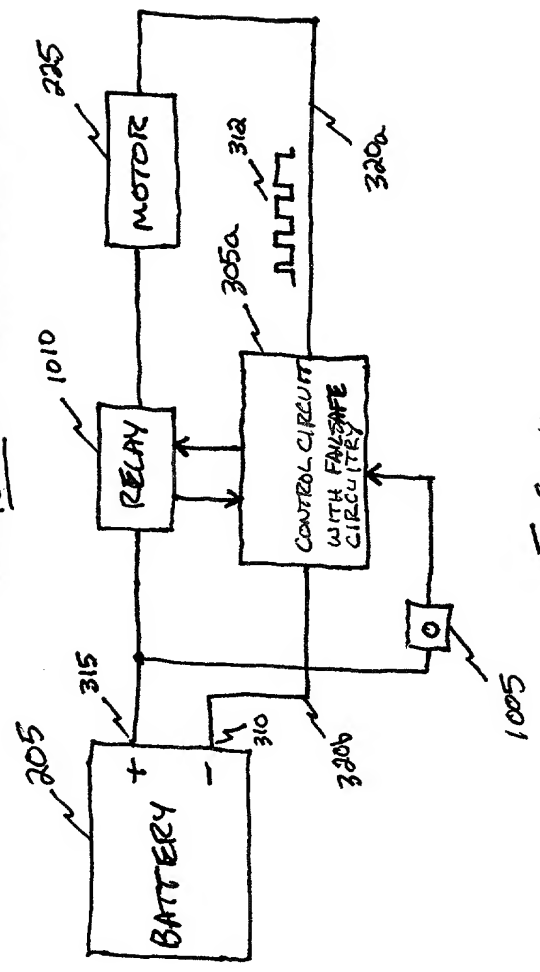 205
BATTERY
+
-
315
310
320b
1010
RELAY
225
MOTOR
305a
CONTROL CIRCUIT
WITH FAILSAFE
CIRCUITRY
312
320a
O
1005